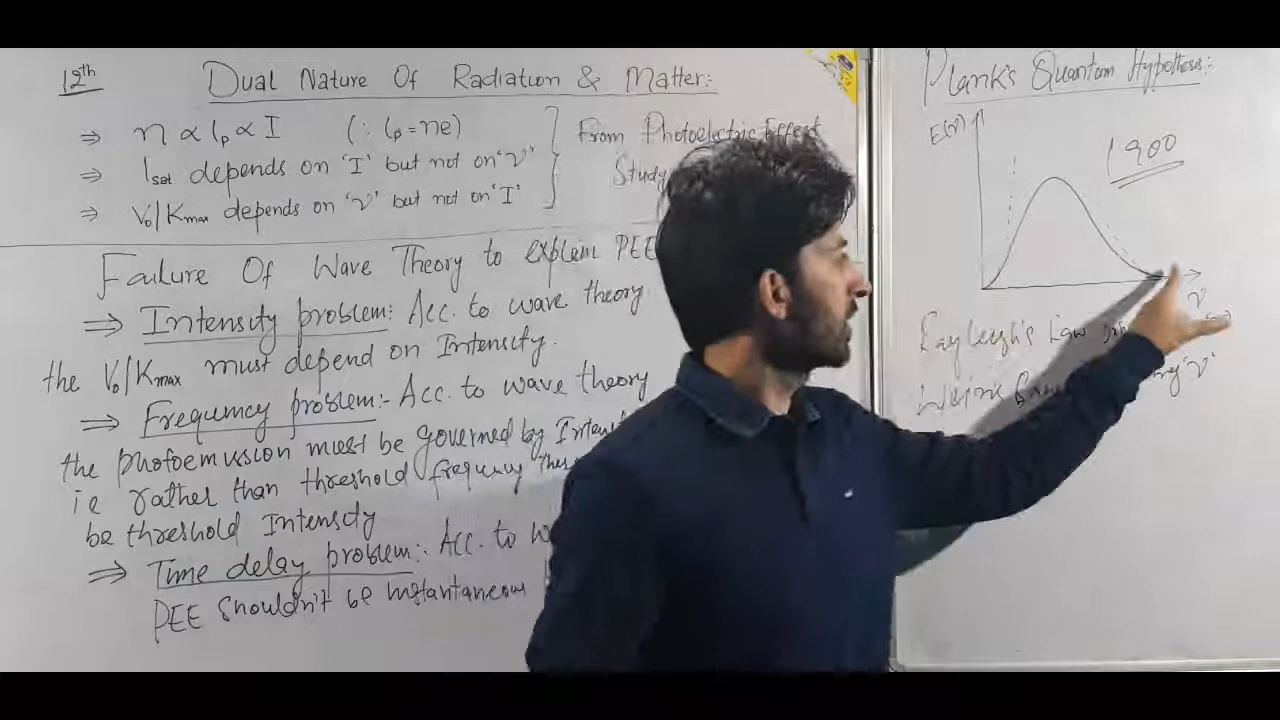 12th
Dual Nature Of Radiation & Matter:
⇒ n ∝ Ip ∝ I (∵ Ip = ne)
⇒ Isat depends on 'I' but not on 'ν'
⇒ V₀/Kmax depends on 'ν' but not on 'I'
From Photoelectric Effect
Study
Failure Of Wave Theory to explain PEE
⇒ Intensity problem: Acc. to wave theory
the V₀/Kmax must depend on Intensity.
⇒ Frequency problem:- Acc. to wave theory
the photoemission must be governed by
ie rather than threshold frequency
be threshold Intensity
⇒ Time delay problem:- Acc. to
PEE Shouldn't be instantaneous
Plank's Quantum Hypothesis:-
E(ν)
1900
ν
Rayleigh's Law
'ν'